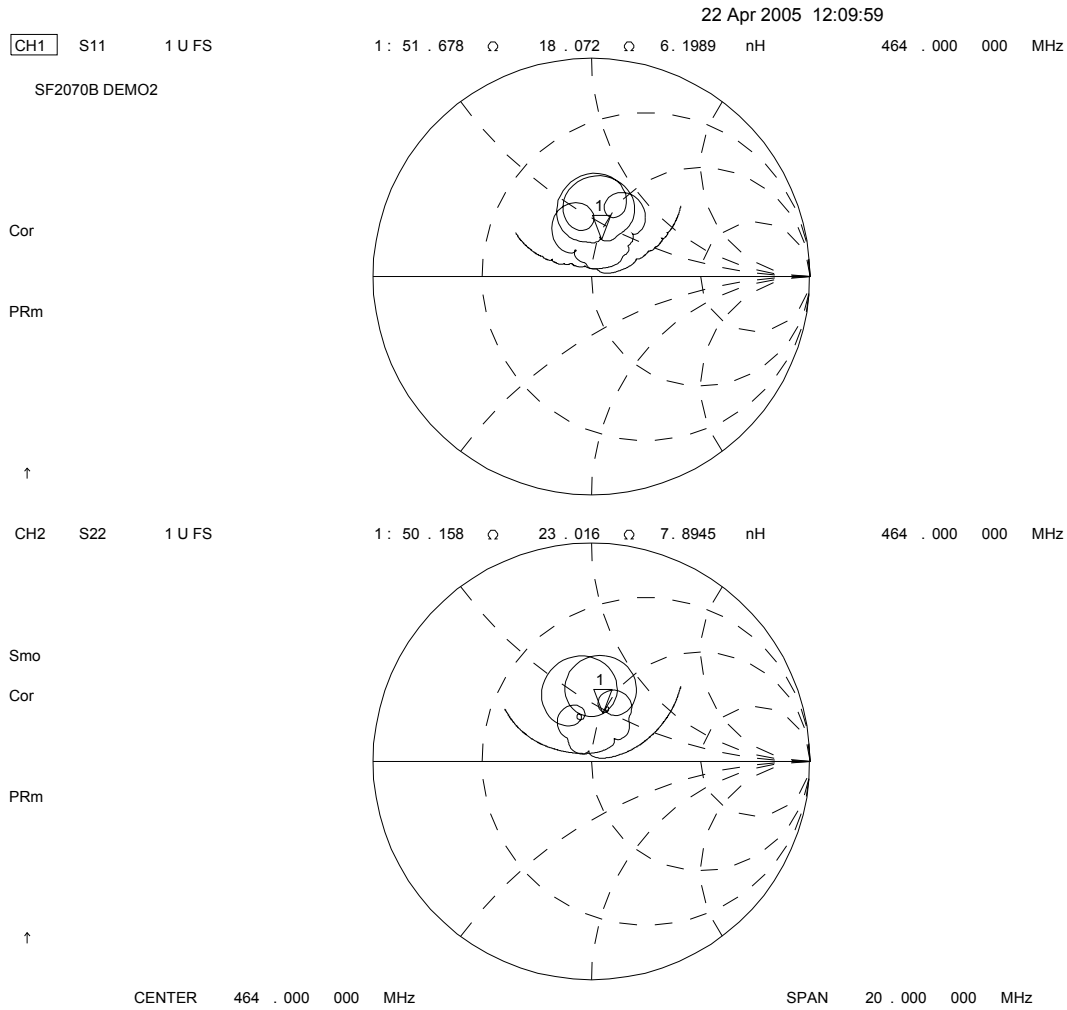 22 Apr 2005 12:09:59
CH1 S11 1 U FS 1: 51 . 678 Ω 18 . 072 Ω 6. 1989 nH 464 . 000 000 MHz
SF2070B DEMO2
1
Cor
PRm
↑
CH2 S22 1 U FS 1: 50 . 158 Ω 23 . 016 Ω 7. 8945 nH 464 . 000 000 MHz
Smo
1
Cor
PRm
↑
CENTER 464 . 000 000 MHz SPAN 20 . 000 000 MHz